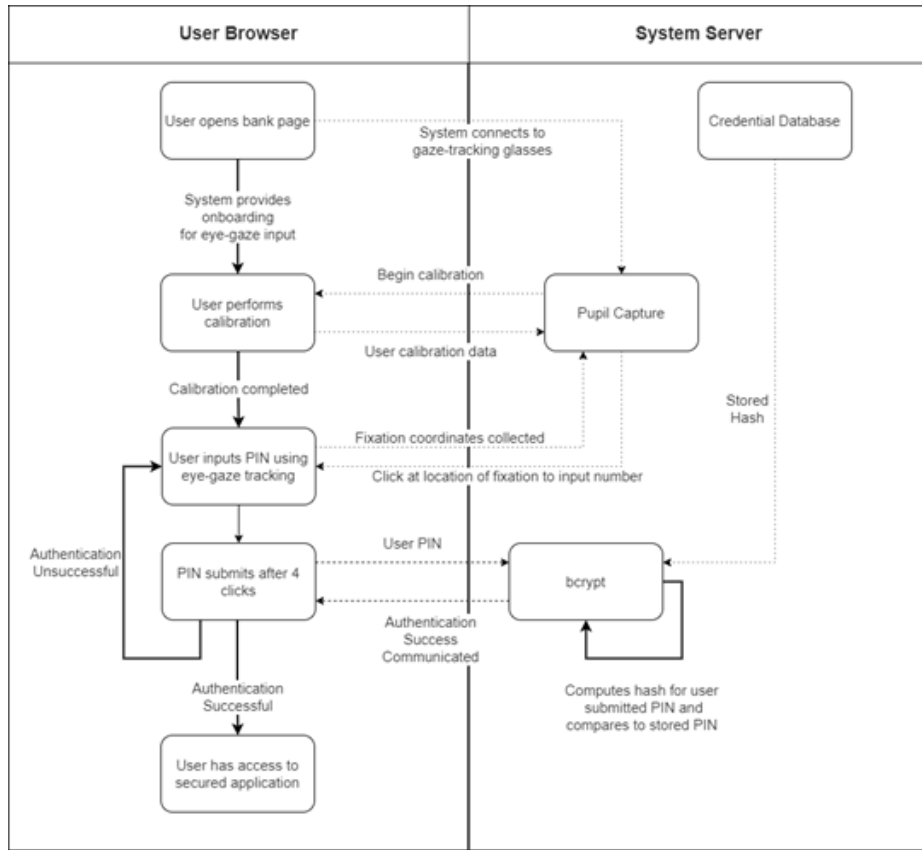 User Browser
System Server
User opens bank page
Credential Database
System connects to
gaze-tracking glasses
System provides
onboarding
for eye-gaze input
Begin calibration
User performs
calibration
Pupil Capture
User calibration data
Calibration completed
Stored
Hash
Fixation coordinates collected
User inputs PIN using
eye-gaze tracking
Click at location of fixation to input number
User PIN
Authentication
Unsuccessful
PIN submits after 4
clicks
bcrypt
Authentication
Success
Communicated
Authentication
Successful
Computes hash for user
submitted PIN and
compares to stored PIN
User has access to
secured application